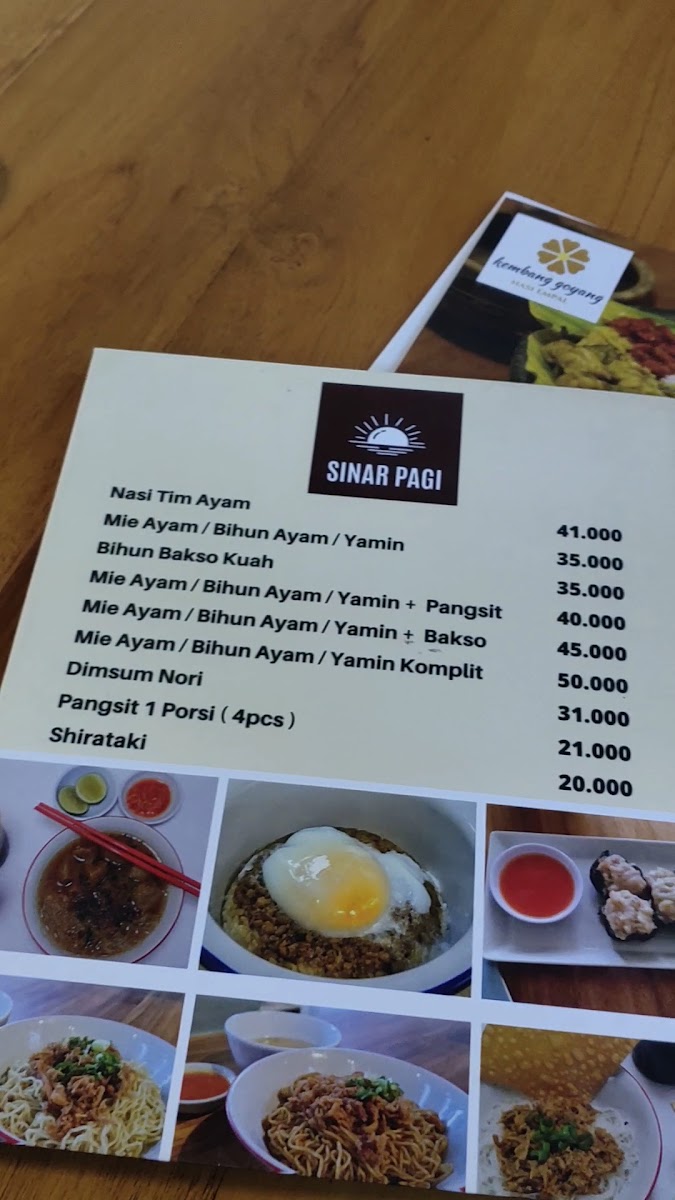 kembang goyang
NASI EMPAL
SINAR PAGI
Nasi Tim Ayam 41.000
Mie Ayam / Bihun Ayam / Yamin 35.000
Bihun Bakso Kuah 35.000
Mie Ayam / Bihun Ayam / Yamin + Pangsit 40.000
Mie Ayam / Bihun Ayam / Yamin + Bakso 45.000
Mie Ayam / Bihun Ayam / Yamin Komplit 50.000
Dimsum Nori 31.000
Pangsit 1 Porsi ( 4pcs ) 21.000
Shirataki 20.000